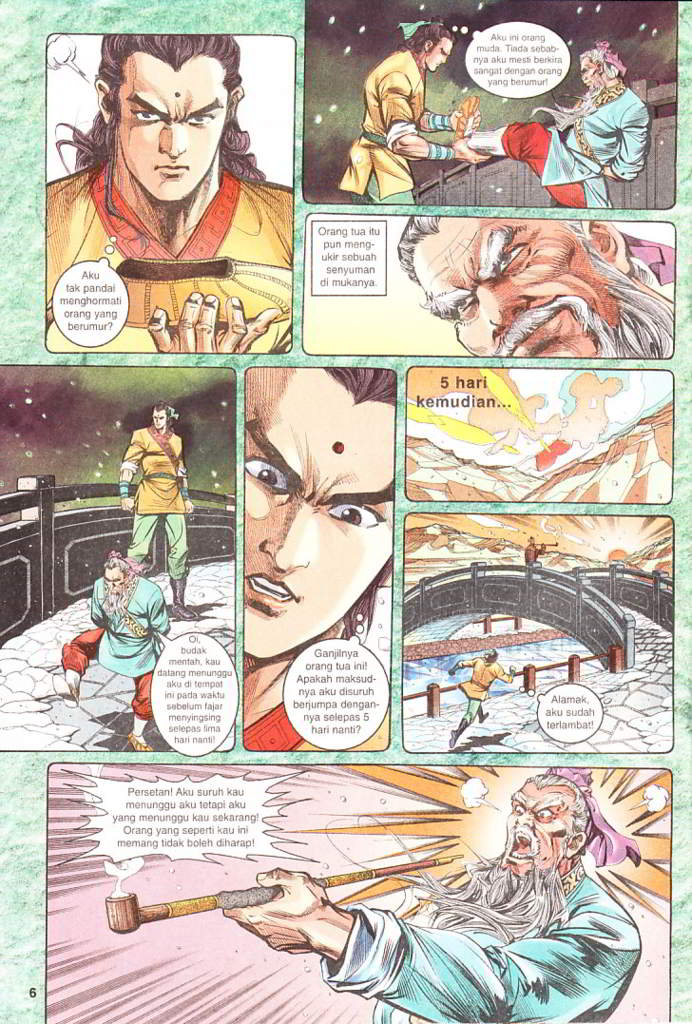 Aku
tak pandai
menghormati
orang yang
berumur?
Aku ini orang
muda. Tiada sebab-
nya aku mesti berkira
sangat dengan orang
yang berumur!
Orang tua itu
pun meng-
ukir sebuah
senyuman
di mukanya.
Oi,
budak
mentah, kau
datang menunggu
aku di tempat
ini pada waktu
sebelum fajar
menyingsing
selepas lima
hari nanti!
Ganjilnya
orang tua ini!
Apakah maksud-
nya aku disuruh
berjumpa dengan-
nya selepas 5
hari nanti?
5 hari
kemudian...
Alamak,
aku sudah
terlambat!
Persetan! Aku suruh kau
menunggu aku tetapi aku
yang menunggu kau sekarang!
Orang yang seperti kau ini
memang tidak boleh diharap!
6